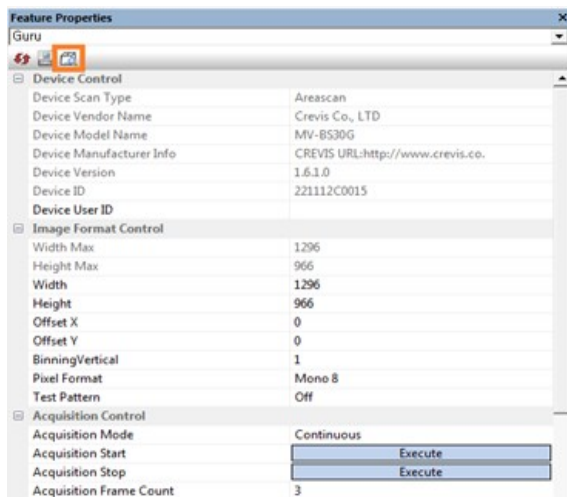 Feature Properties
Guru
Device Control
Device Scan Type Areascan
Device Vendor Name Crevis Co., LTD
Device Model Name MV-BS30G
Device Manufacturer Info CREVIS URL:http://www.crevis.co.
Device Version 1.6.1.0
Device ID 221112C0015
Device User ID
Image Format Control
Width Max 1296
Height Max 966
Width 1296
Height 966
Offset X 0
Offset Y 0
BinningVertical 1
Pixel Format Mono 8
Test Pattern Off
Acquisition Control
Acquisition Mode Continuous
Acquisition Start Execute
Acquisition Stop Execute
Acquisition Frame Count 3